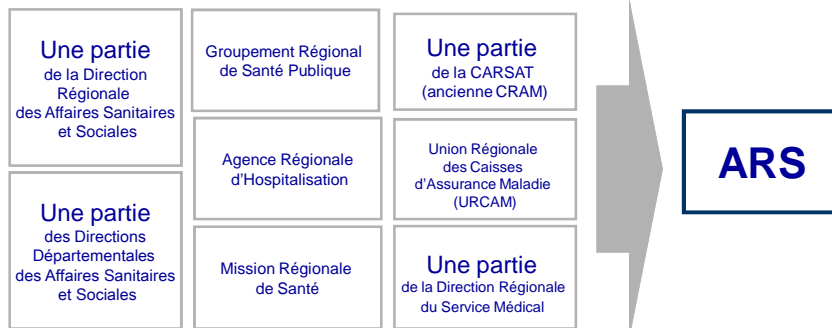 Une partie
de la Direction
Régionale
des Affaires Sanitaires
et Sociales
Une partie
des Directions
Départementales
des Affaires Sanitaires
et Sociales
Groupement Régional
de Santé Publique
Agence Régionale
d'Hospitalisation
Mission Régionale
de Santé
Une partie
de la CARSAT
(ancienne CRAM)
Union Régionale
des Caisses
d'Assurance Maladie
(URCAM)
Une partie
de la Direction Régionale
du Service Médical
ARS